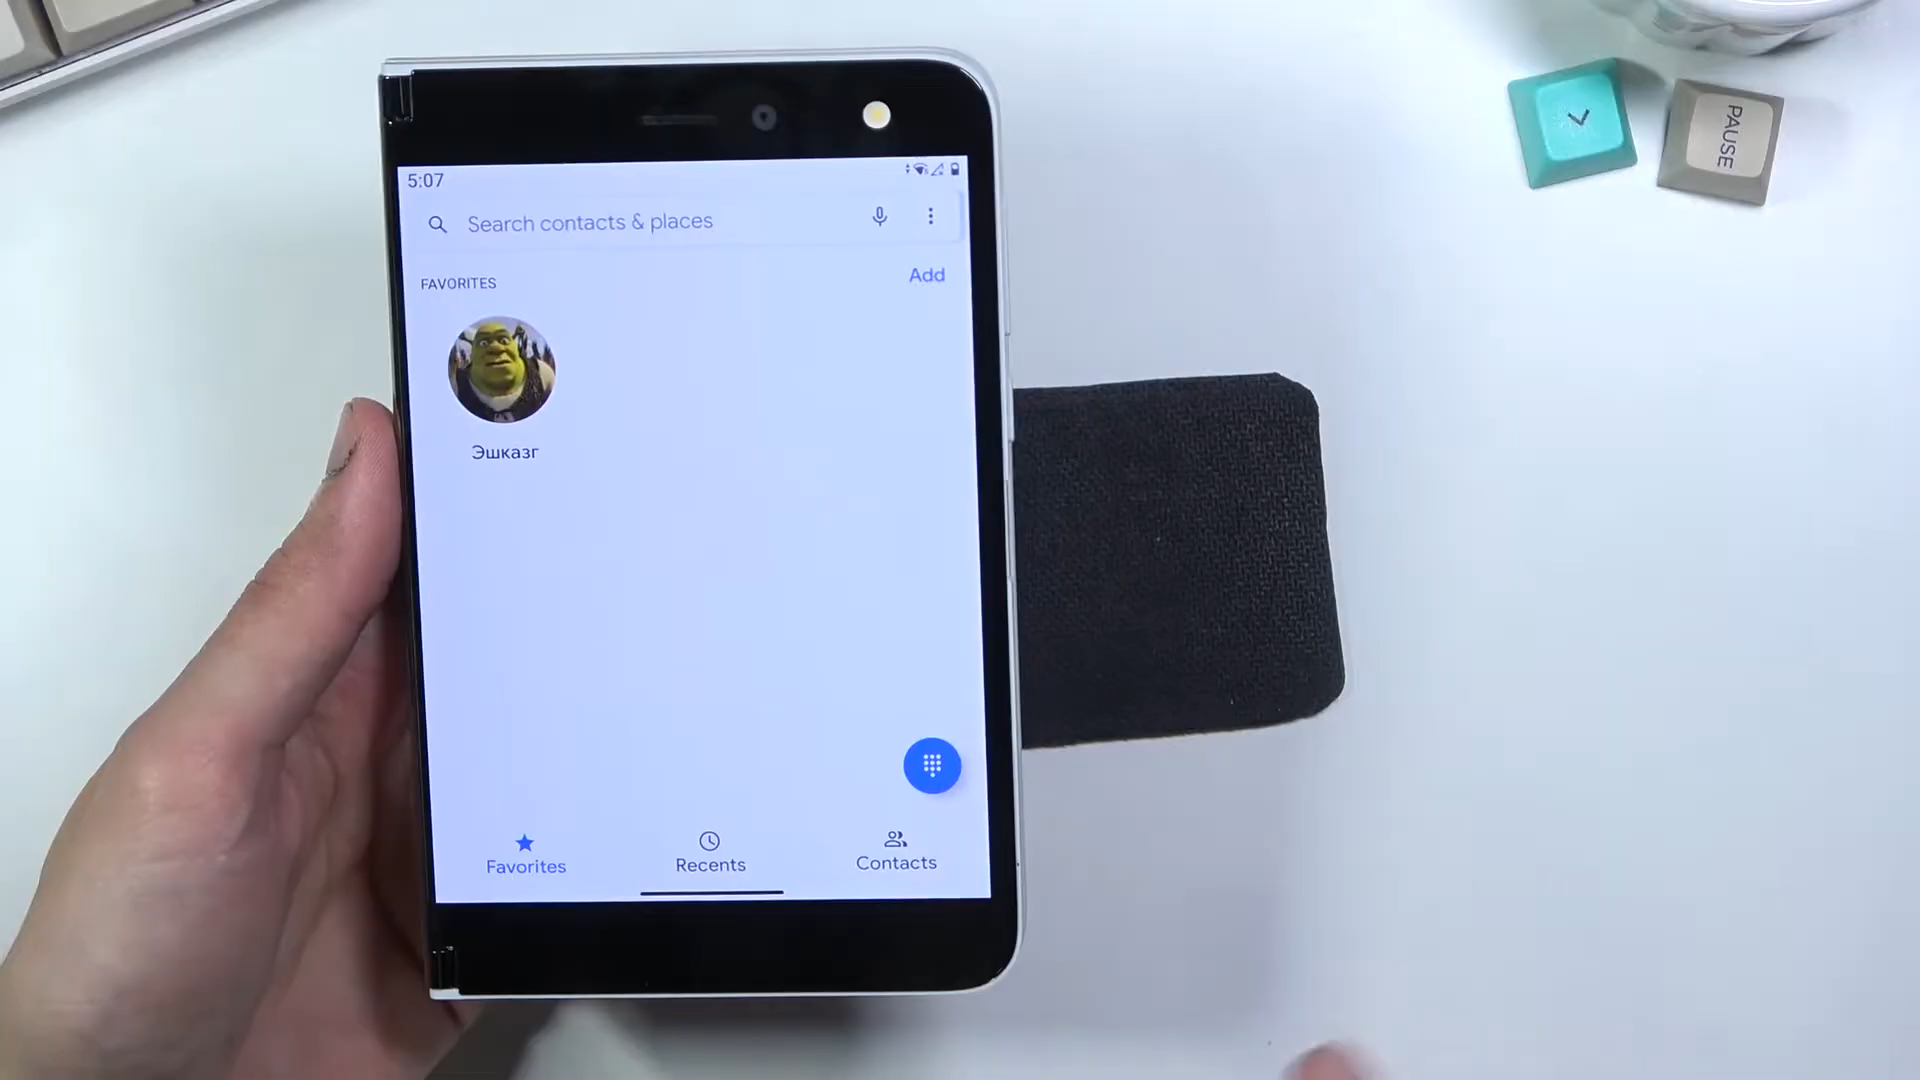 5:07
Search contacts & places
FAVORITES
Add
Эшказг
Favorites
Recents
Contacts
PAUSE